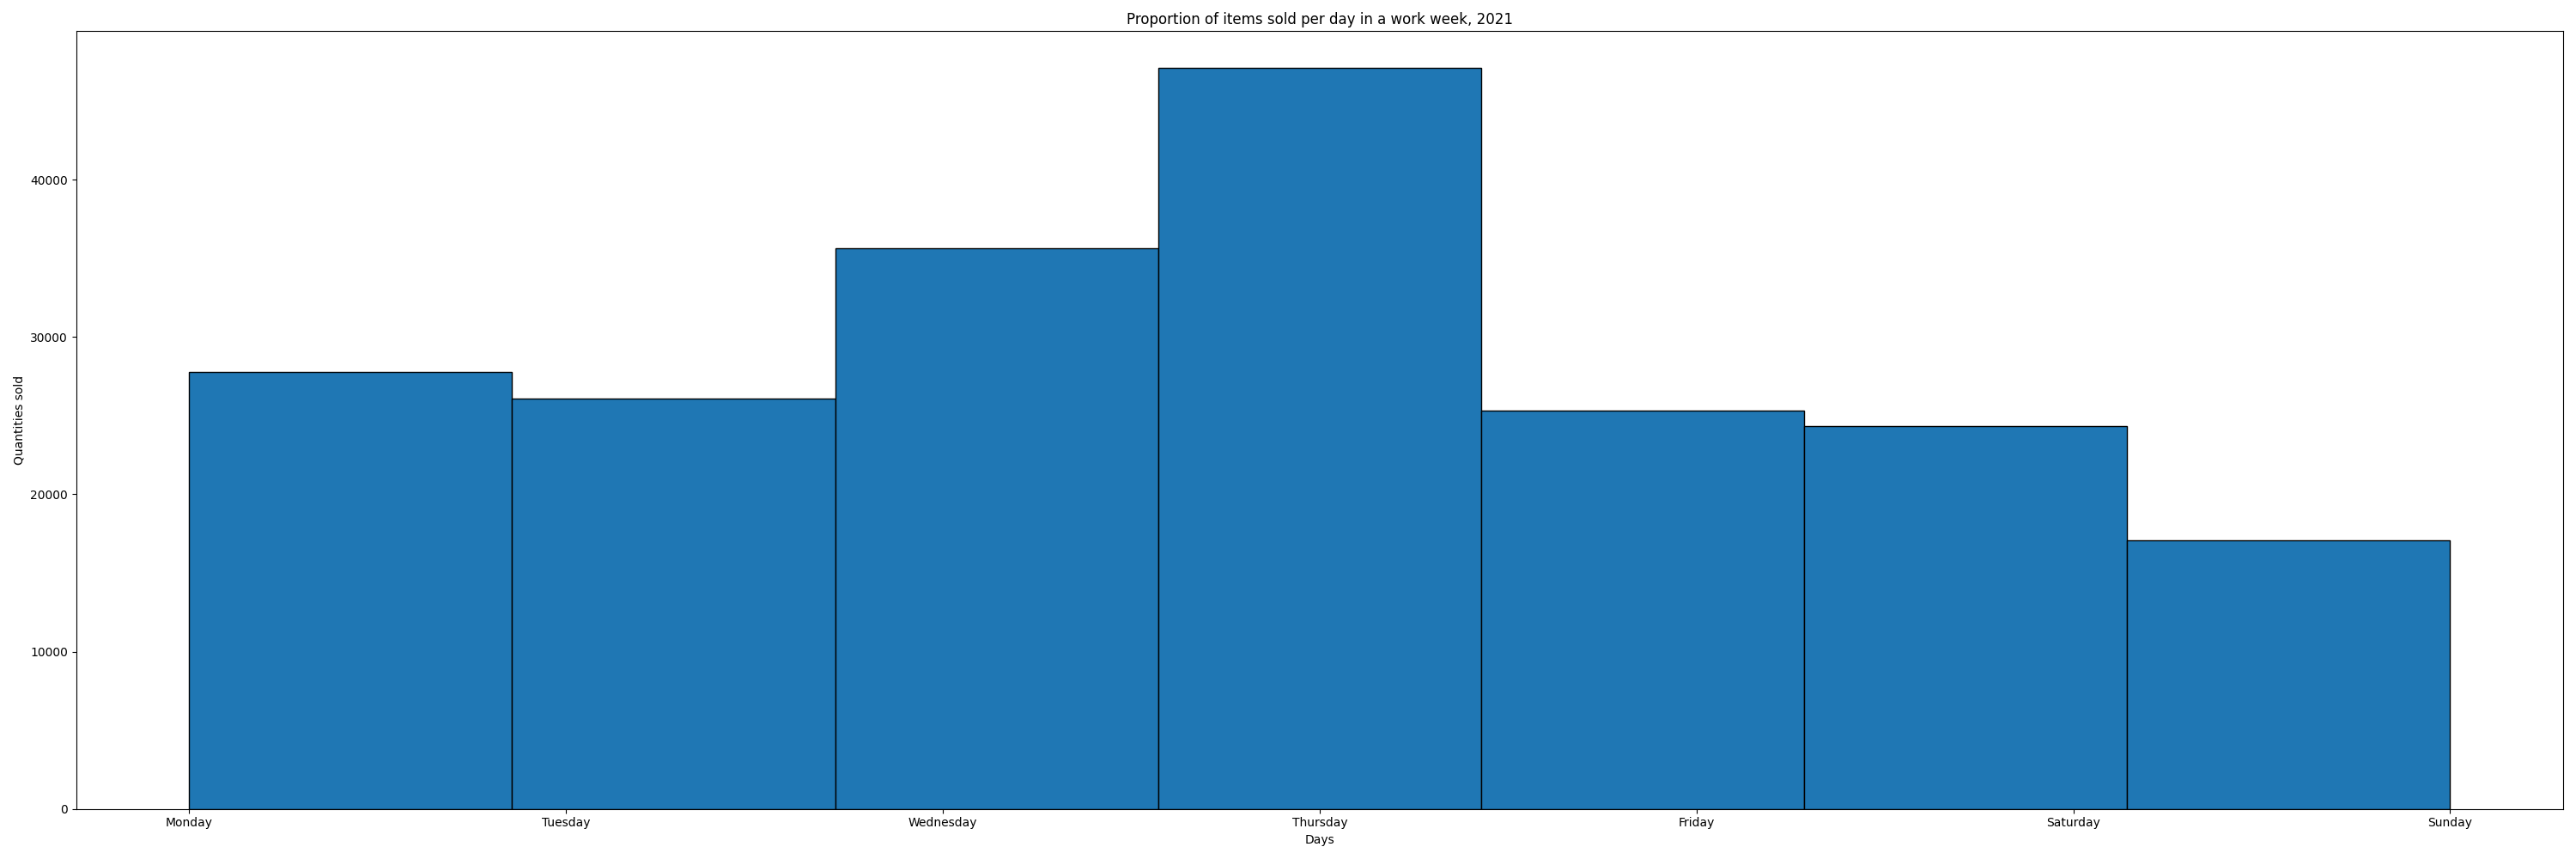 Proportion of items sold per day in a work week, 2021
Quantities sold
40000
30000
20000
10000
0
Monday Tuesday Wednesday Thursday Friday Saturday Sunday
Days